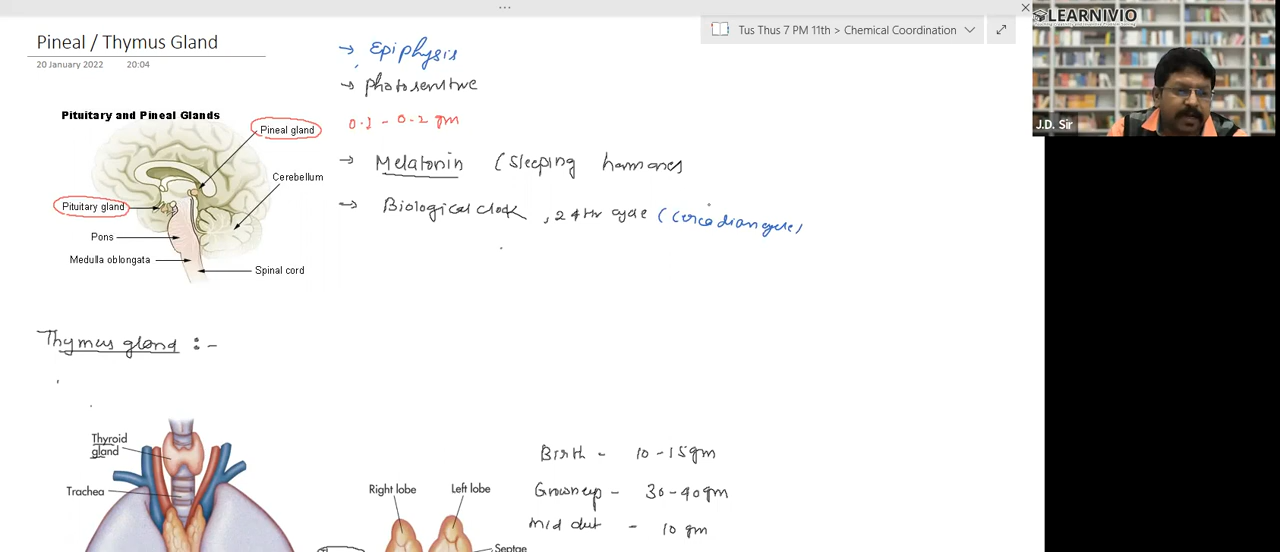 Tus Thus 7 PM 11th > Chemical Coordination
LEARNIVIO
J.D. Sir
Pineal / Thymus Gland
20 January 2022 20:04
→ Epiphysis
→ Photosensitive
0.1 - 0.2 gm
→ Melatonin (Sleeping hormones
→ Biological clock, 24 Hr cycle (Circadian cycle)
Pituitary and Pineal Glands
Pineal gland
Cerebellum
Pituitary gland
Pons
Medulla oblongata
Spinal cord
Thymus gland :-
Thyroid gland
Trachea
Right lobe
Left lobe
Septae
Birth - 10-15gm
Grown up - 30-40gm
- 10 gm